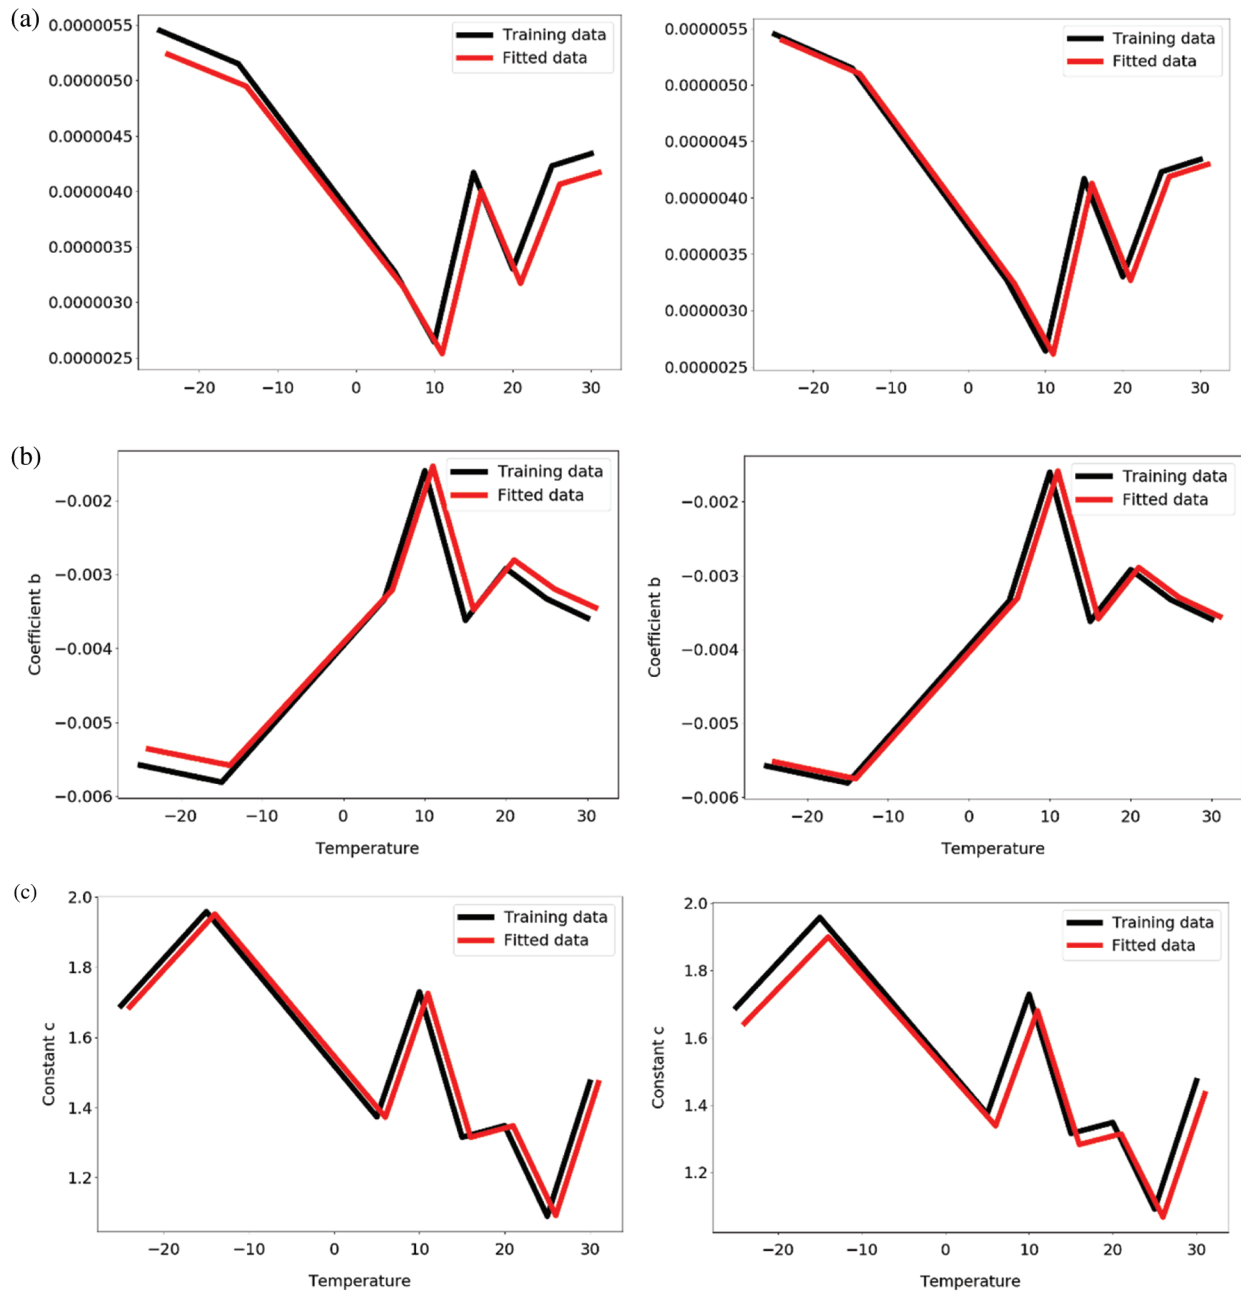 (a)
0.0000055
0.0000050
0.0000045
0.0000040
0.0000035
0.0000030
0.0000025
−20 −10 0 10 20 30
Training data
Fitted data
0.0000055
0.0000050
0.0000045
0.0000040
0.0000035
0.0000030
0.0000025
−20 −10 0 10 20 30
Training data
Fitted data
(b)
Coefficient b
−0.002
−0.003
−0.004
−0.005
−0.006
−20 −10 0 10 20 30
Temperature
Training data
Fitted data
Coefficient b
−0.002
−0.003
−0.004
−0.005
−0.006
−20 −10 0 10 20 30
Temperature
Training data
Fitted data
(c)
Constant c
2.0
1.8
1.6
1.4
1.2
−20 −10 0 10 20 30
Temperature
Training data
Fitted data
Constant c
2.0
1.8
1.6
1.4
1.2
−20 −10 0 10 20 30
Temperature
Training data
Fitted data